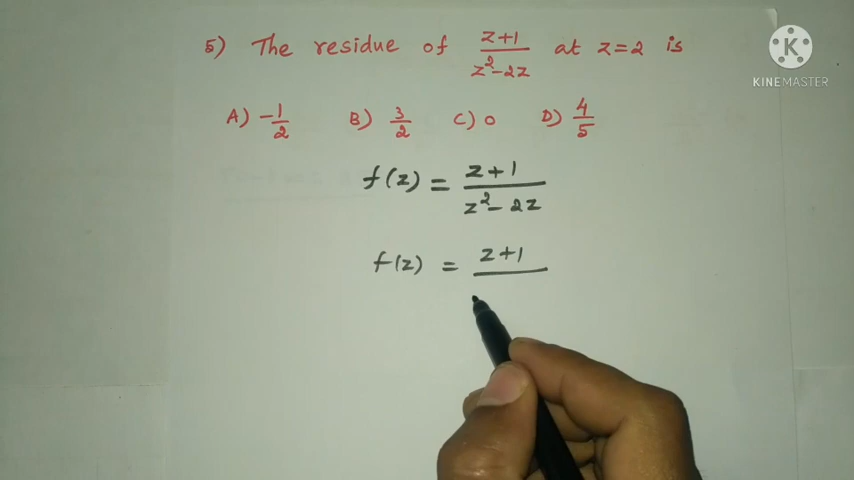 5) The residue of z+1/z²-2z at z=2 is
A) -1/2 B) 3/2 C) 0 D) 4/5
f(z) = z+1/z²-2z
f(z) = z+1
K
KINEMASTER